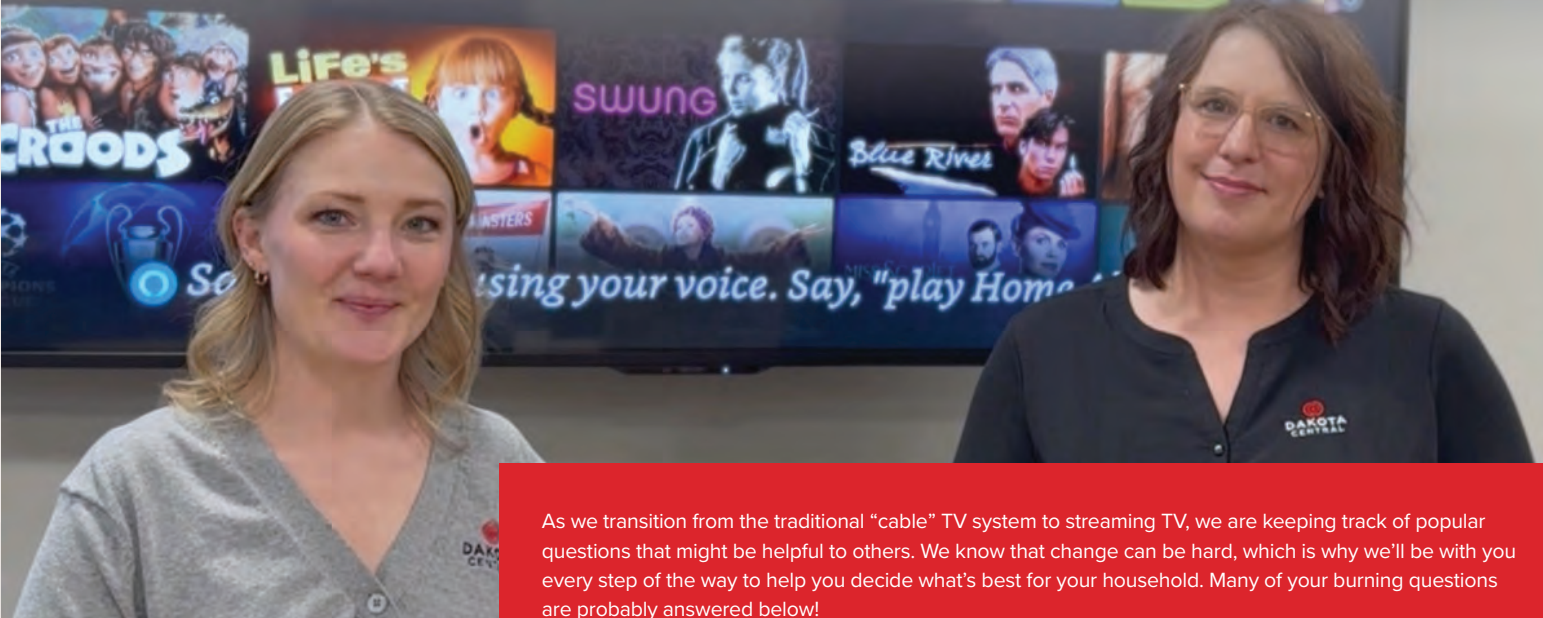 THE
CROODS
LiFe's
SWUNG
Blue River
MASTERS
using your voice. Say, "play Home
DAKOTA
CENTRAL
As we transition from the traditional “cable” TV system to streaming TV, we are keeping track of popular
questions that might be helpful to others. We know that change can be hard, which is why we’ll be with you
every step of the way to help you decide what’s best for your household. Many of your burning questions
are probably answered below!